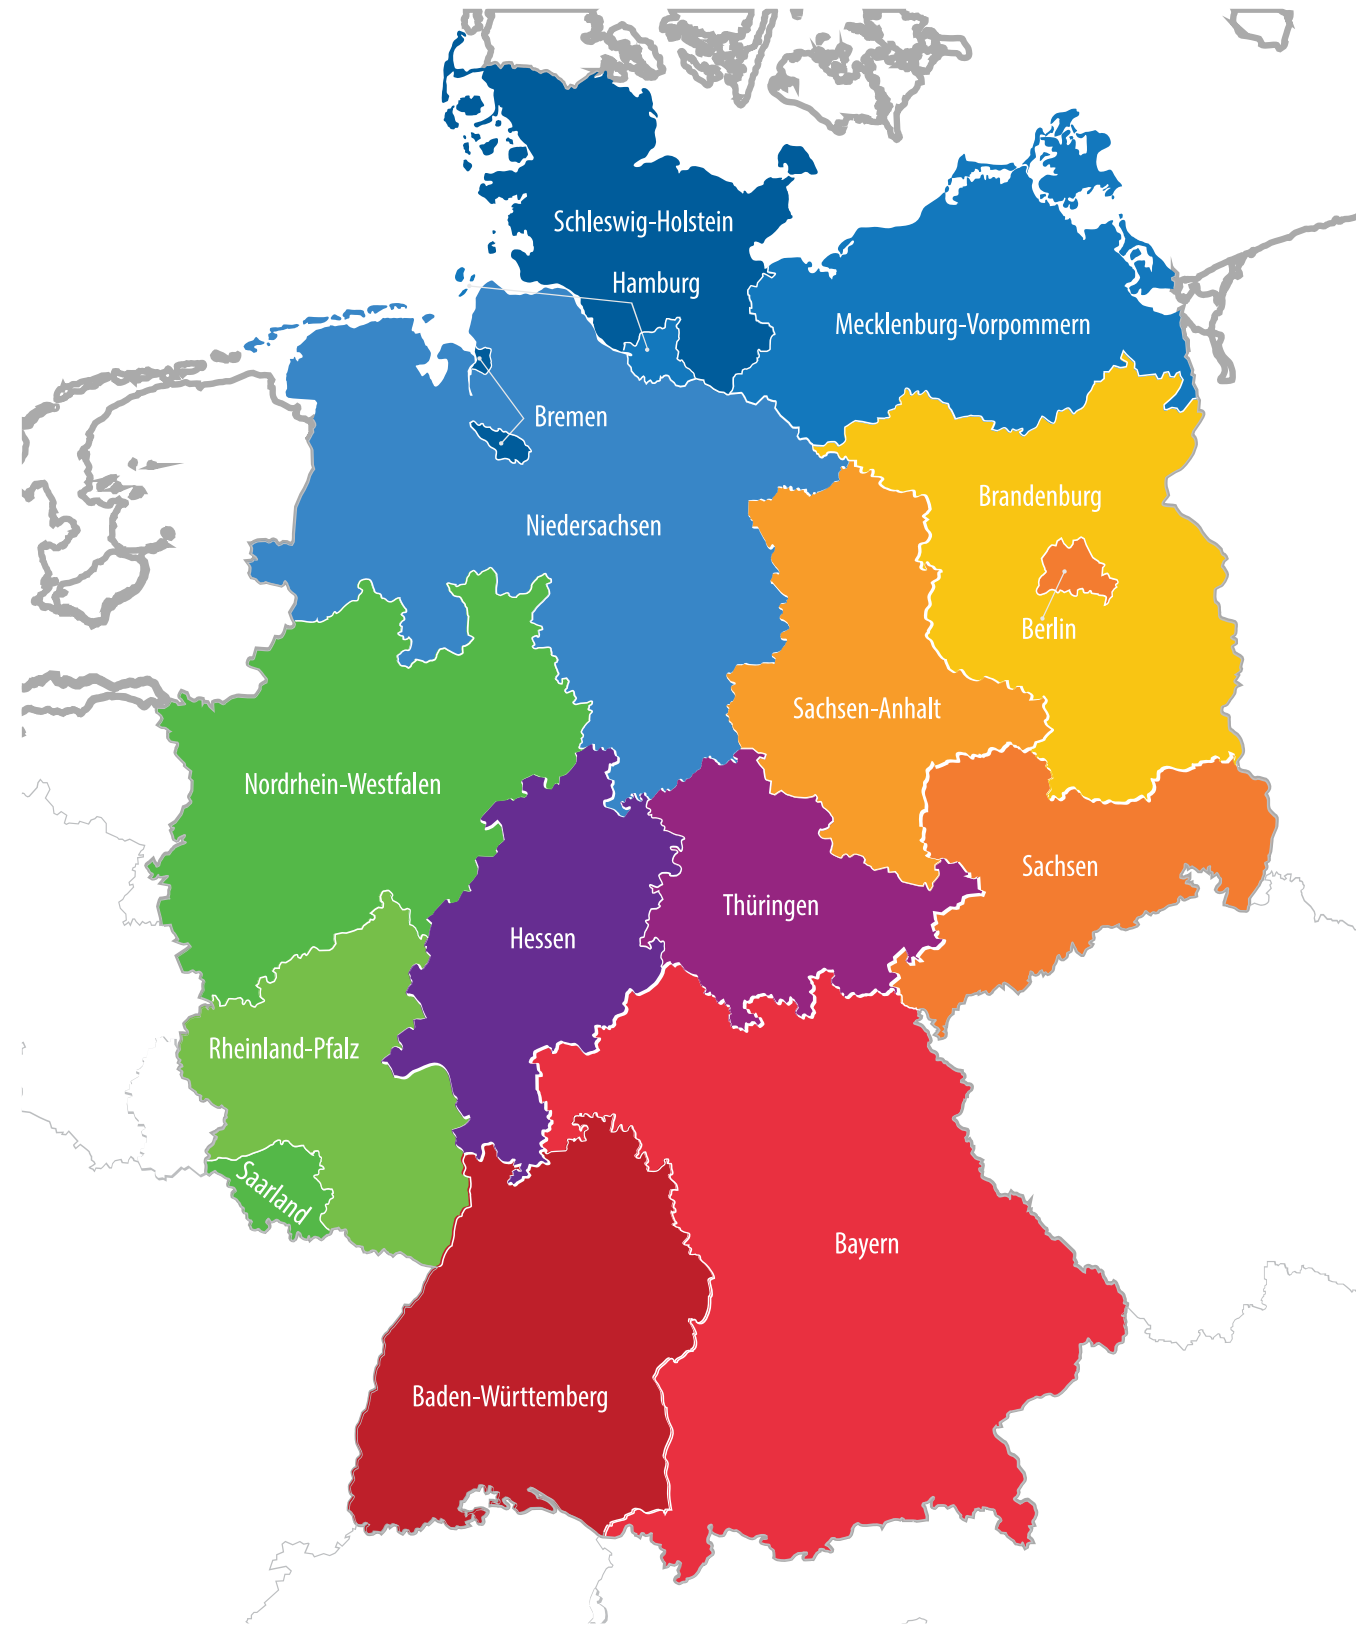 Schleswig-Holstein
Hamburg
Mecklenburg-Vorpommern
Bremen
Brandenburg
Niedersachsen
Berlin
Sachsen-Anhalt
Nordrhein-Westfalen
Sachsen
Thüringen
Hessen
Rheinland-Pfalz
Saarland
Bayern
Baden-Württemberg